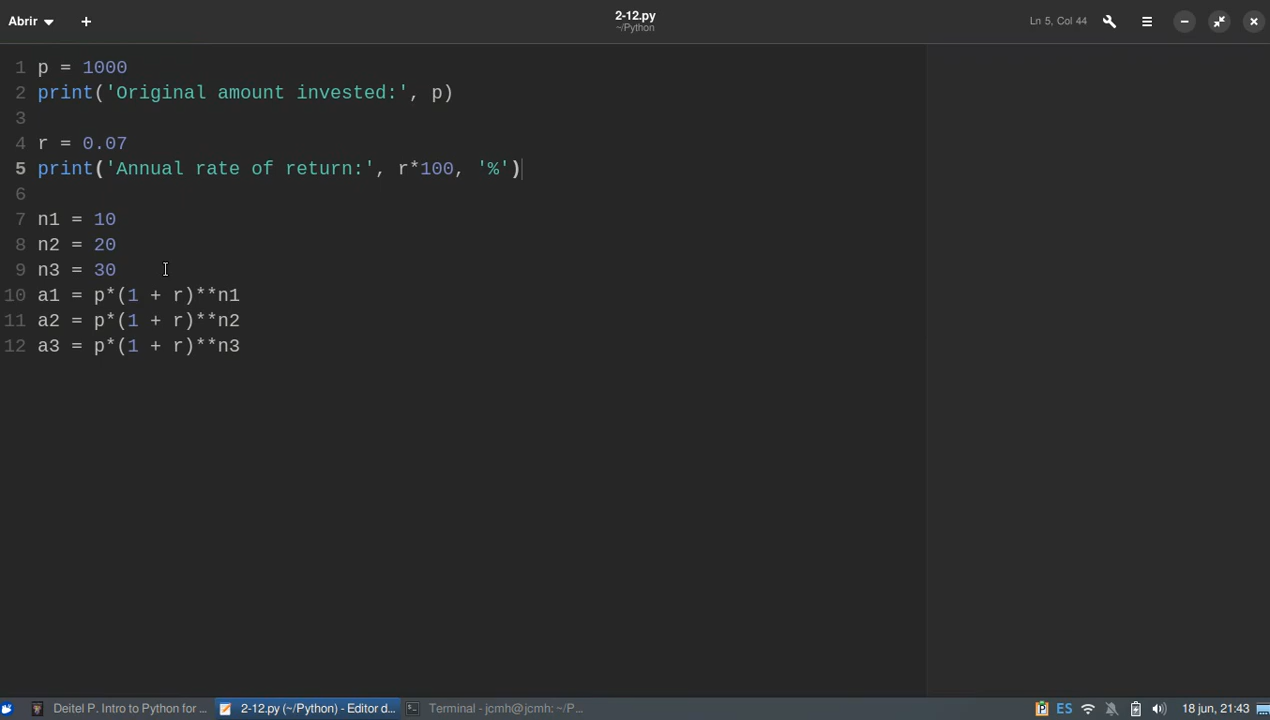 Abrir
2-12.py
~/Python
Ln 5, Col 44
1 p = 1000
2 print('Original amount invested:', p)
3
4 r = 0.07
5 print('Annual rate of return:', r*100, '%')
6
7 n1 = 10
8 n2 = 20
9 n3 = 30
10 a1 = p*(1 + r)**n1
11 a2 = p*(1 + r)**n2
12 a3 = p*(1 + r)**n3
Deitel P. Intro to Python for ...
2-12.py (~/Python) - Editor d...
Terminal - jcmh@jcmh: ~/P...
ES
18 jun, 21:43